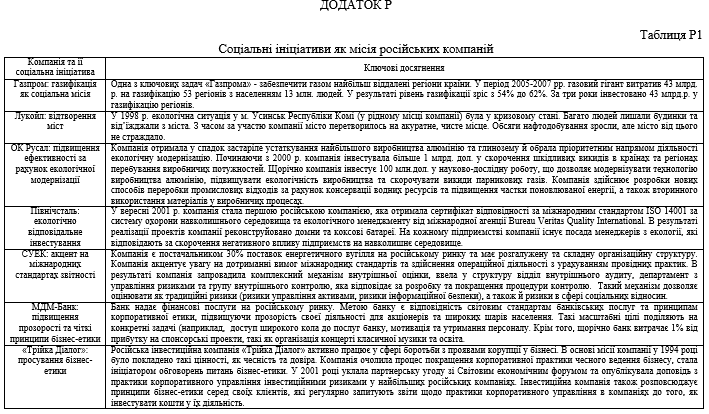 ДОДАТОК Р
Таблиця Р1
Соціальні ініціативи як місія російських компаній
Компанія та її соціальна ініціатива
Ключові досягнення
Газпром: газифікація як соціальна місія
Одна з ключових задач «Газпрома» - забезпечити газом найбільш віддалені регіони країни. У період 2005-2007 рр. газовий гігант витратив 43 млрд.
р. на газифікацію 53 регіонів з населенням 13 млн. людей. У результаті рівень газифікації зріс з 54% до 62%. За три роки інвестовано 43 млрд.р. у
газифікацію регіонів.
Лукойл: відтворення міст
У 1998 р. екологічна ситуація у м. Усинськ Республіки Комі (у рідному місці компанії) була у кризовому стані. Багато людей лишали будинки та
від'їжджали з міста. З часом за участю компанії місто перетворилось на акуратне, чисте місце. Обсяги нафтодобування зросли, але місто від цього
не страждало.
ОК Русал: підвищення ефективності за рахунок екологічної модернізації
Компанія отримала у спадок застаріле устаткування найбільшого виробництва алюмінію та глинозему й обрала пріоритетним напрямом діяльності
екологічну модернізацію. Починаючи з 2000 р. компанія інвестувала більше 1 млрд. дол. у скорочення шкідливих викидів в країнах та регіонах
перебування виробничих потужностей. Щорічно компанія інвестує 100 млн.дол. у науково-дослідну роботу, що дозволяє модернізувати технологію
виробництва алюмінію, підвищувати екологічність виробництва та скорочувати викиди парникових газів. Компанія здійснює розробки нових
способів переробки промислових відходів за рахунок консервації водних ресурсів та підвищення частки поновлюваної енергії, а також вторинного
використання матеріалів у виробничих процесах.
Північсталь: екологічно відповідальне інвестування
У вересні 2001 р. компанія стала першою російською компанією, яка отримала сертифікат відповідності за міжнародним стандартом ISO 14001 за
систему охорони навколишнього середовища та екологічного менеджменту від міжнародної агенції Bureau Veritas Quality International. В результаті
реалізації проектів компанії реконструйовано домни та коксові батареї. На кожному підприємстві компанії існує посада менеджерів з екології, які
відповідають за скорочення негативного впливу підприємств на навколишнє середовище.
СУЕК: акцент на міжнародних стандартах звітності
Компанія є постачальником 30% поставок енергетичного вугілля на російському ринку та має розгалужену та складну організаційну структуру.
Компанія акцентує увагу на дотриманні вимог міжнародних стандартів та здійснення операційної діяльності з урахуванням провідних практик. В
результаті компанія запровадила комплексний механізм внутрішньої оцінки, ввела у структуру відділ внутрішнього аудиту, департамент з
управління ризиками та групу внутрішнього контролю, яка відповідає за розробку та покращення процедури контролю. Такий механізм дозволяє
оцінювати як традиційні ризики (ризики управління активами, ризики інформаційної безпеки), а також й ризики в сфері соціальних відносин.
МДМ-Банк: підвищення прозорості та чіткі принципи бізнес-етики
Банк надає фінансові послуги на російському ринку. Метою банку є відповідність світовим стандартам банківських послуг та принципам
корпоративної етики, підвищуючи прозорість своєї діяльності для акціонерів та широких шарів населення. Такі масштабні цілі поділяють на
конкретні задачі (наприклад, доступ широкого кола до послуг банку, мотивація та утримання персоналу. Крім того, щорічно банк витрачає 1% від
прибутку на спонсорські проекти, такі як організація концерті класичної музики та освіта.
«Трійка Діалог»: просування бізнес-етики
Російська інвестиційна компанія «Трійка Діалог» активно працює у сфері боротьби з проявами корупції у бізнесі. В основі місії компанії у 1994 році
було покладено такі цінності, як чесність та довіра. Компанія очолила процес покращення корпоративної практики чесного ведення бізнесу, стала
ініціатором обговорень питань бізнес-етики. У 2001 році уклала партнерську угоду зі Світовим економічним форумом та опублікувала доповідь з
практики корпоративного управління інвестиційними ризиками у найбільших російських компаніях. Інвестиційна компанія також розповсюджує
принципи бізнес-етики серед своїх клієнтів, які регулярно запитують звіти щодо практики корпоративного управління в компаніях до того, як
інвестувати кошти у їх діяльність.